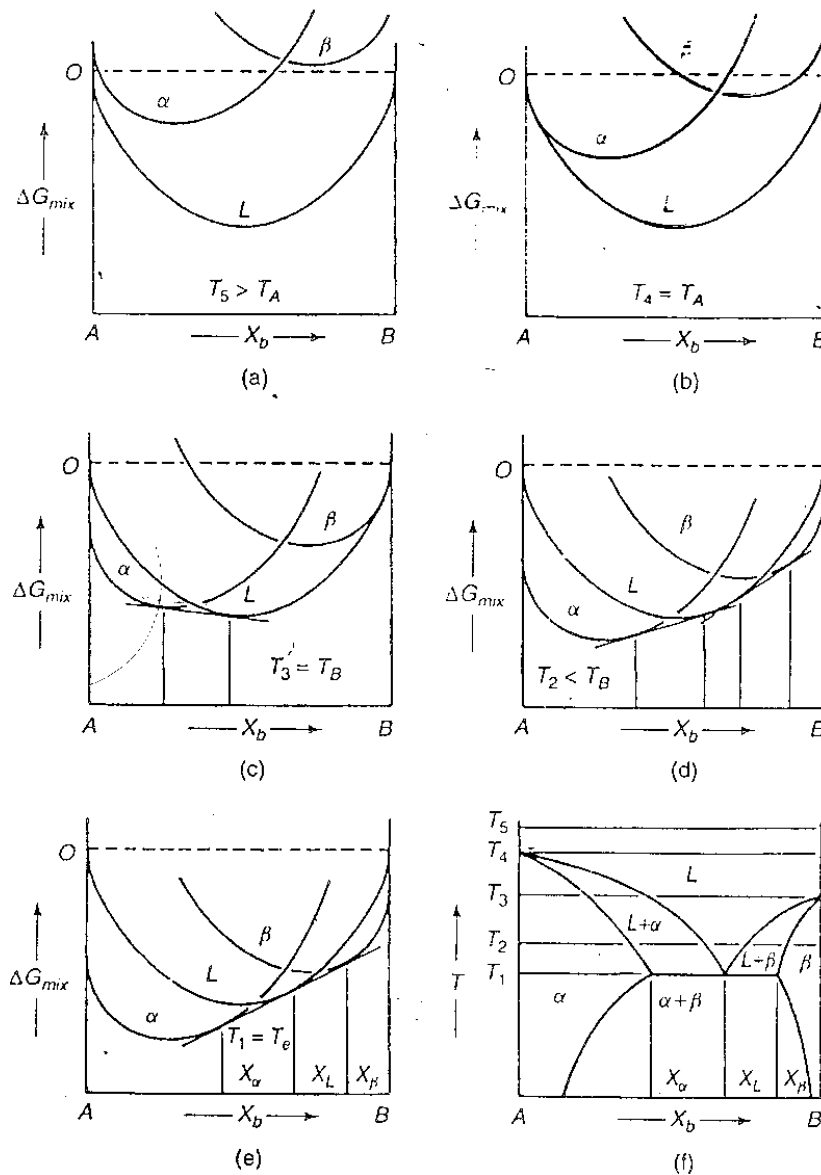 β
β
O
O
α
α
ΔG_mix
L
ΔG_mix
L
T_5 > T_A
T_4 = T_A
A
X_b
B
A
X_b
B
(a)
(b)
O
O
β
β
α
L
L
ΔG_mix
ΔG_mix
α
T_3 = T_B
T_2 < T_B
A
X_b
B
A
X_b
B
(c)
(d)
O
T_5
T_4
L
T_3
β
L+α
T_2
L+β
ΔG_mix
L
T_1
β
T
α
α
α+β
T_1 = T_e
X_α
X_L
X_β
X_α
X_L
X_β
A
X_b
B
A
X_b
B
(e)
(f)